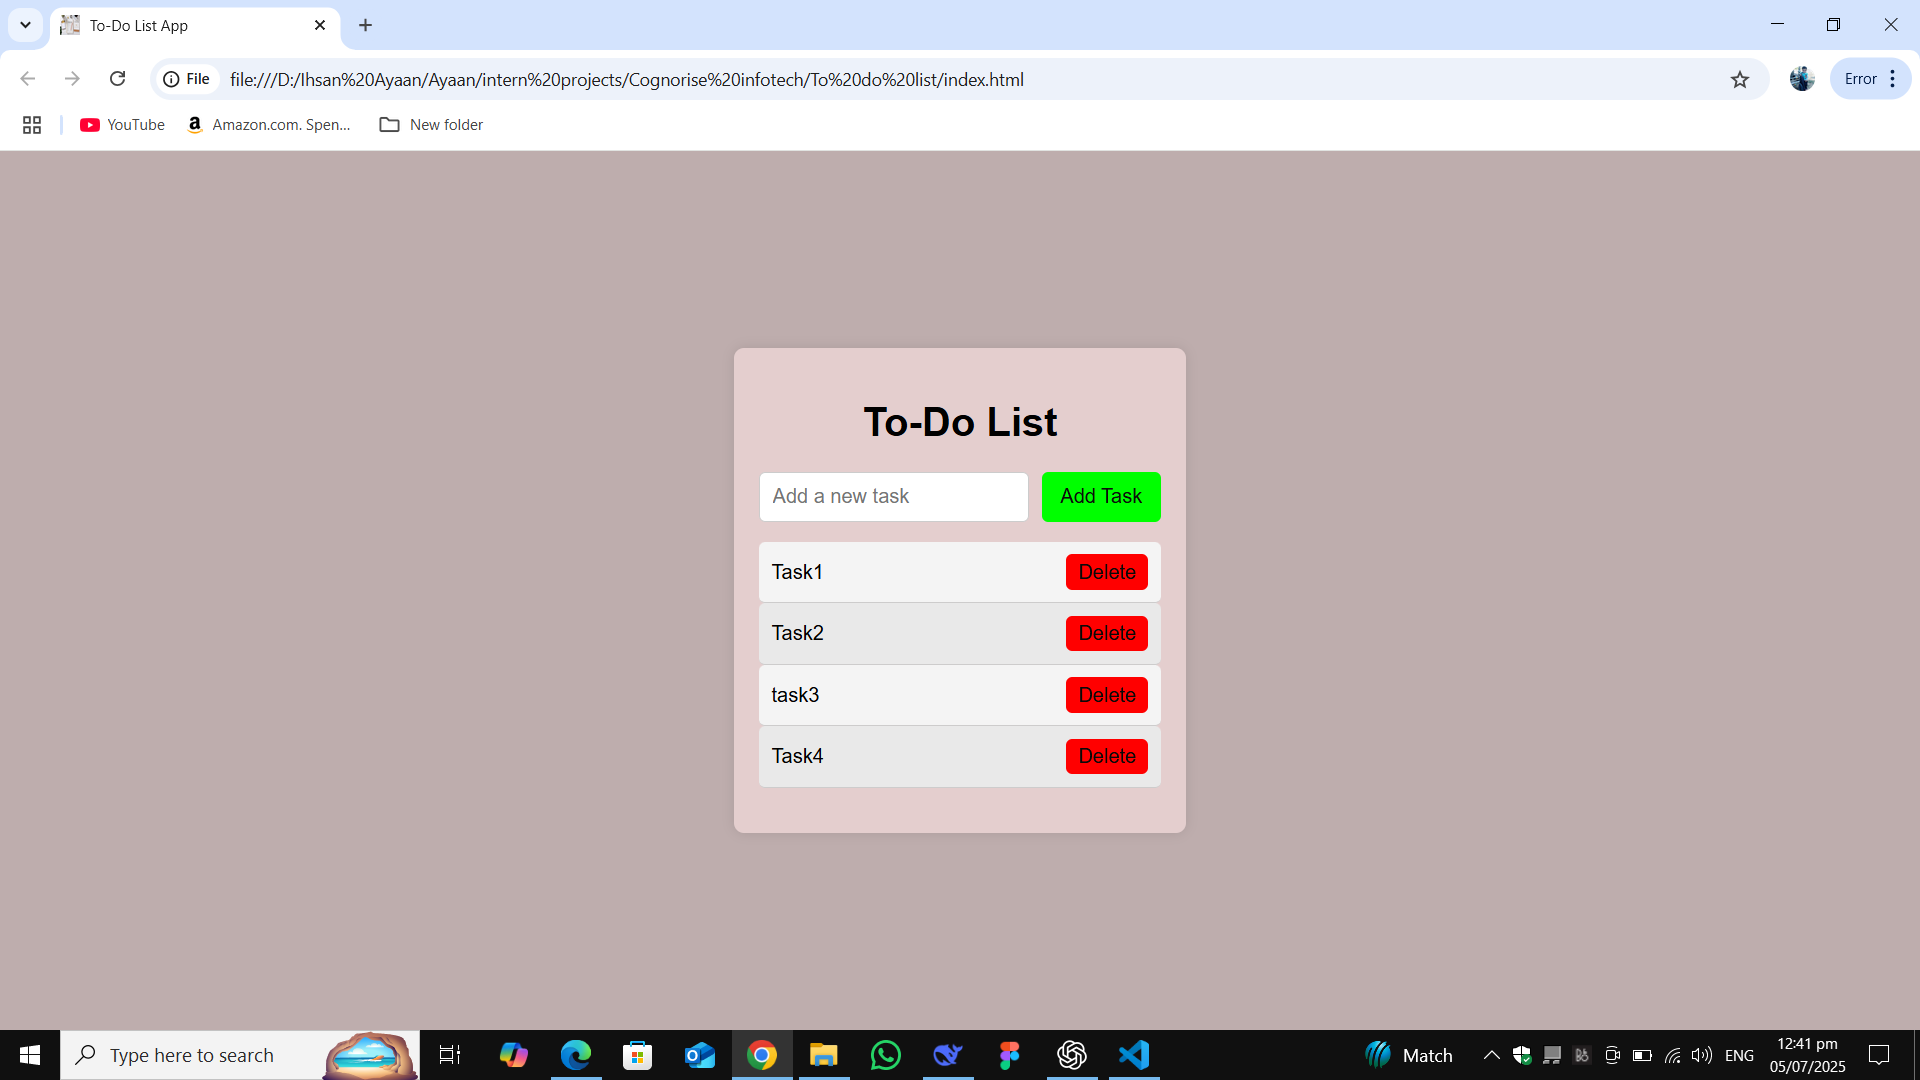 To-Do List App
File
file:///D:/Ihsan%20Ayaan/Ayaan/intern%20projects/Cognorise%20infotech/To%20do%20list/index.html
Error
YouTube
Amazon.com. Spen...
New folder
To-Do List
Add a new task
Add Task
Task1
Delete
Task2
Delete
task3
Delete
Task4
Delete
Type here to search
Match
ENG
12:41 pm
05/07/2025